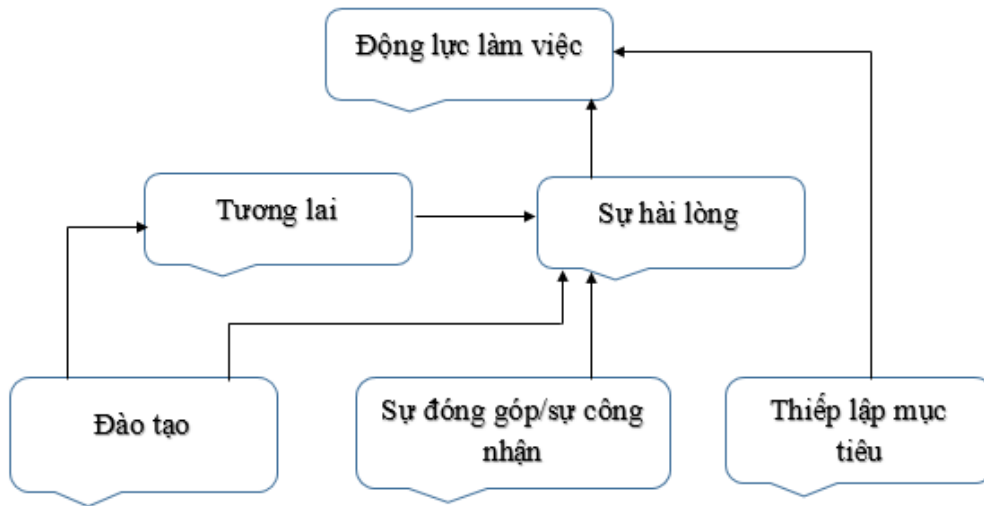 Động lực làm việc
Tương lai
Sự hài lòng
Đào tạo
Sự đóng góp/sự công
nhận
Thiếp lập mục
tiêu